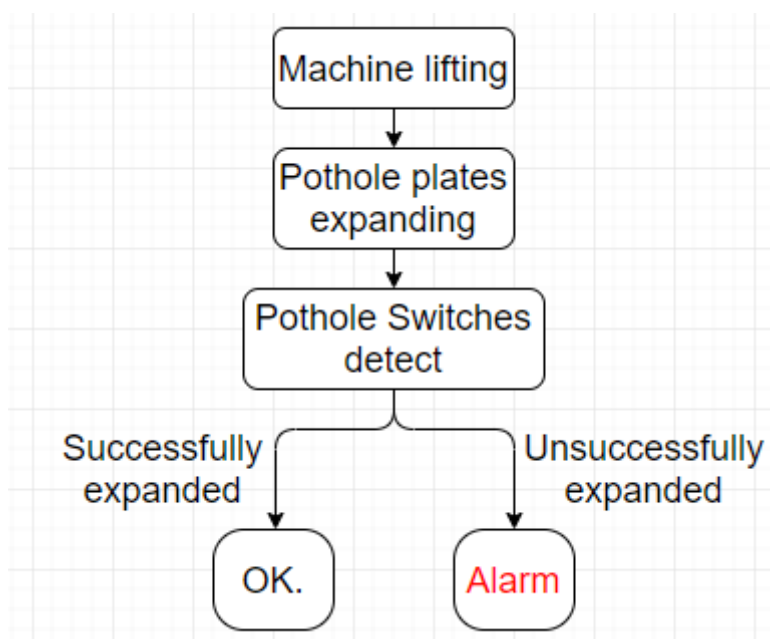 Machine lifting
Pothole plates
expanding
Pothole Switches
detect
Successfully
expanded
Unsuccessfully
expanded
OK.
Alarm